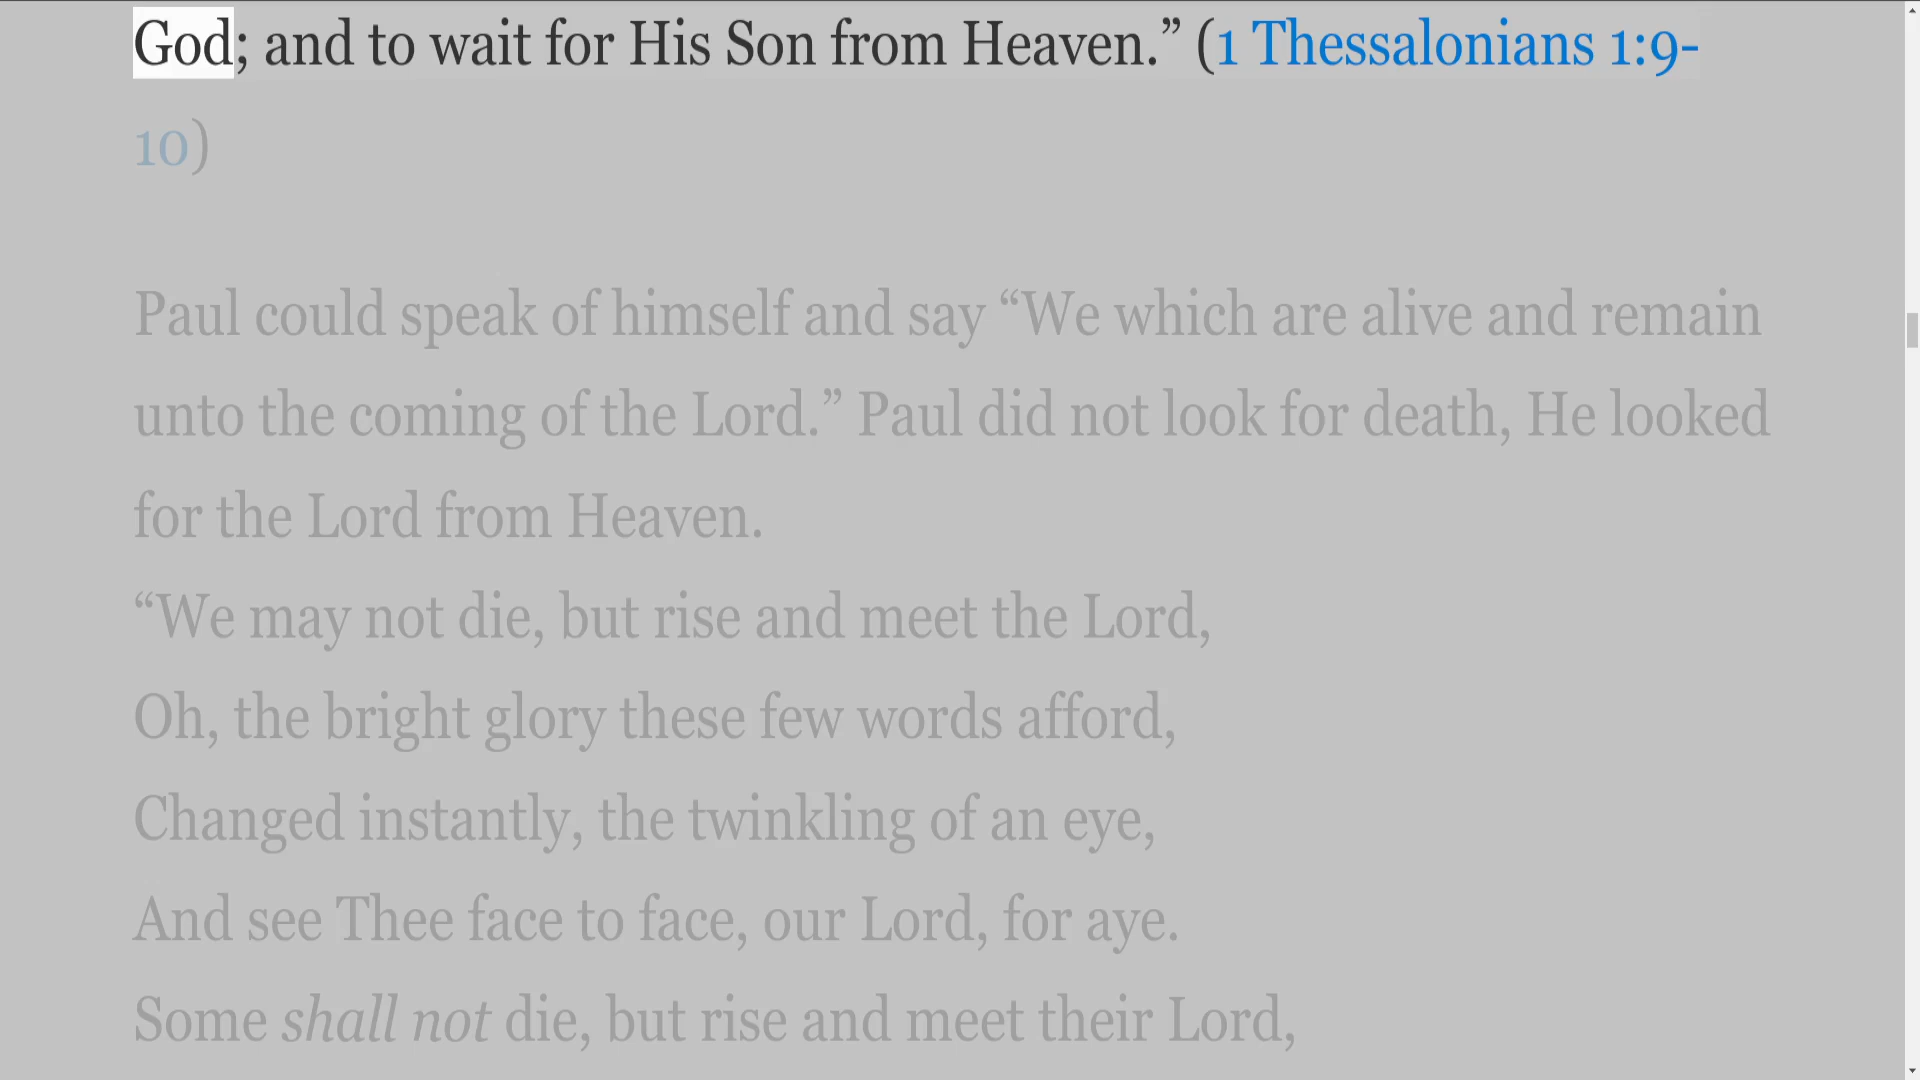 God; and to wait for His Son from Heaven.” (1 Thessalonians 1:9-
10)
Paul could speak of himself and say “We which are alive and remain
unto the coming of the Lord.” Paul did not look for death, He looked
for the Lord from Heaven.
“We may not die, but rise and meet the Lord,
Oh, the bright glory these few words afford,
Changed instantly, the twinkling of an eye,
And see Thee face to face, our Lord, for aye.
Some shall not die, but rise and meet their Lord,